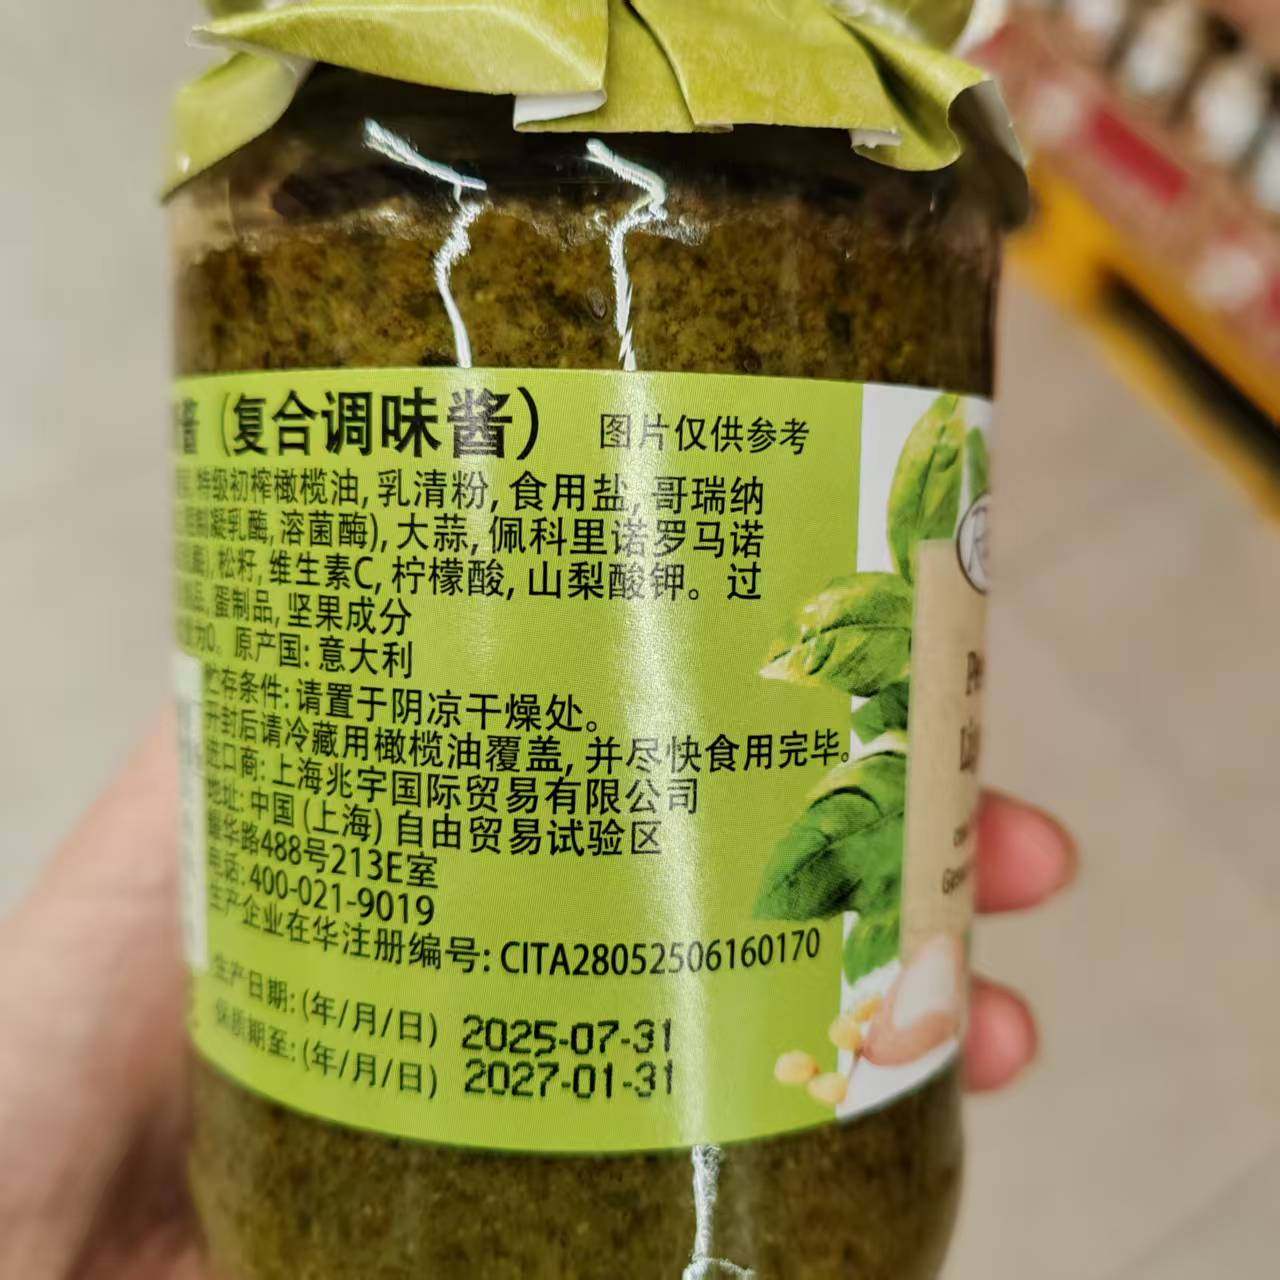 酱（复合调味酱） 图片仅供参考
特级初榨橄榄油, 乳清粉, 食用盐, 哥瑞纳
凝乳酶, 溶菌酶), 大蒜, 佩科里诺罗马诺
酶), 松籽, 维生素C, 柠檬酸, 山梨酸钾。过
品, 蛋制品, 坚果成分
为0。原产国: 意大利
贮存条件: 请置于阴凉干燥处。
开封后请冷藏用橄榄油覆盖, 并尽快食用完毕。
进口商: 上海兆宇国际贸易有限公司
地址: 中国 (上海) 自由贸易试验区
华路488号213E室
电话: 400-021-9019
生产企业在华注册编号: CITA28052506160170
生产日期: (年/月/日) 2025-07-31
保质期至: (年/月/日) 2027-01-31